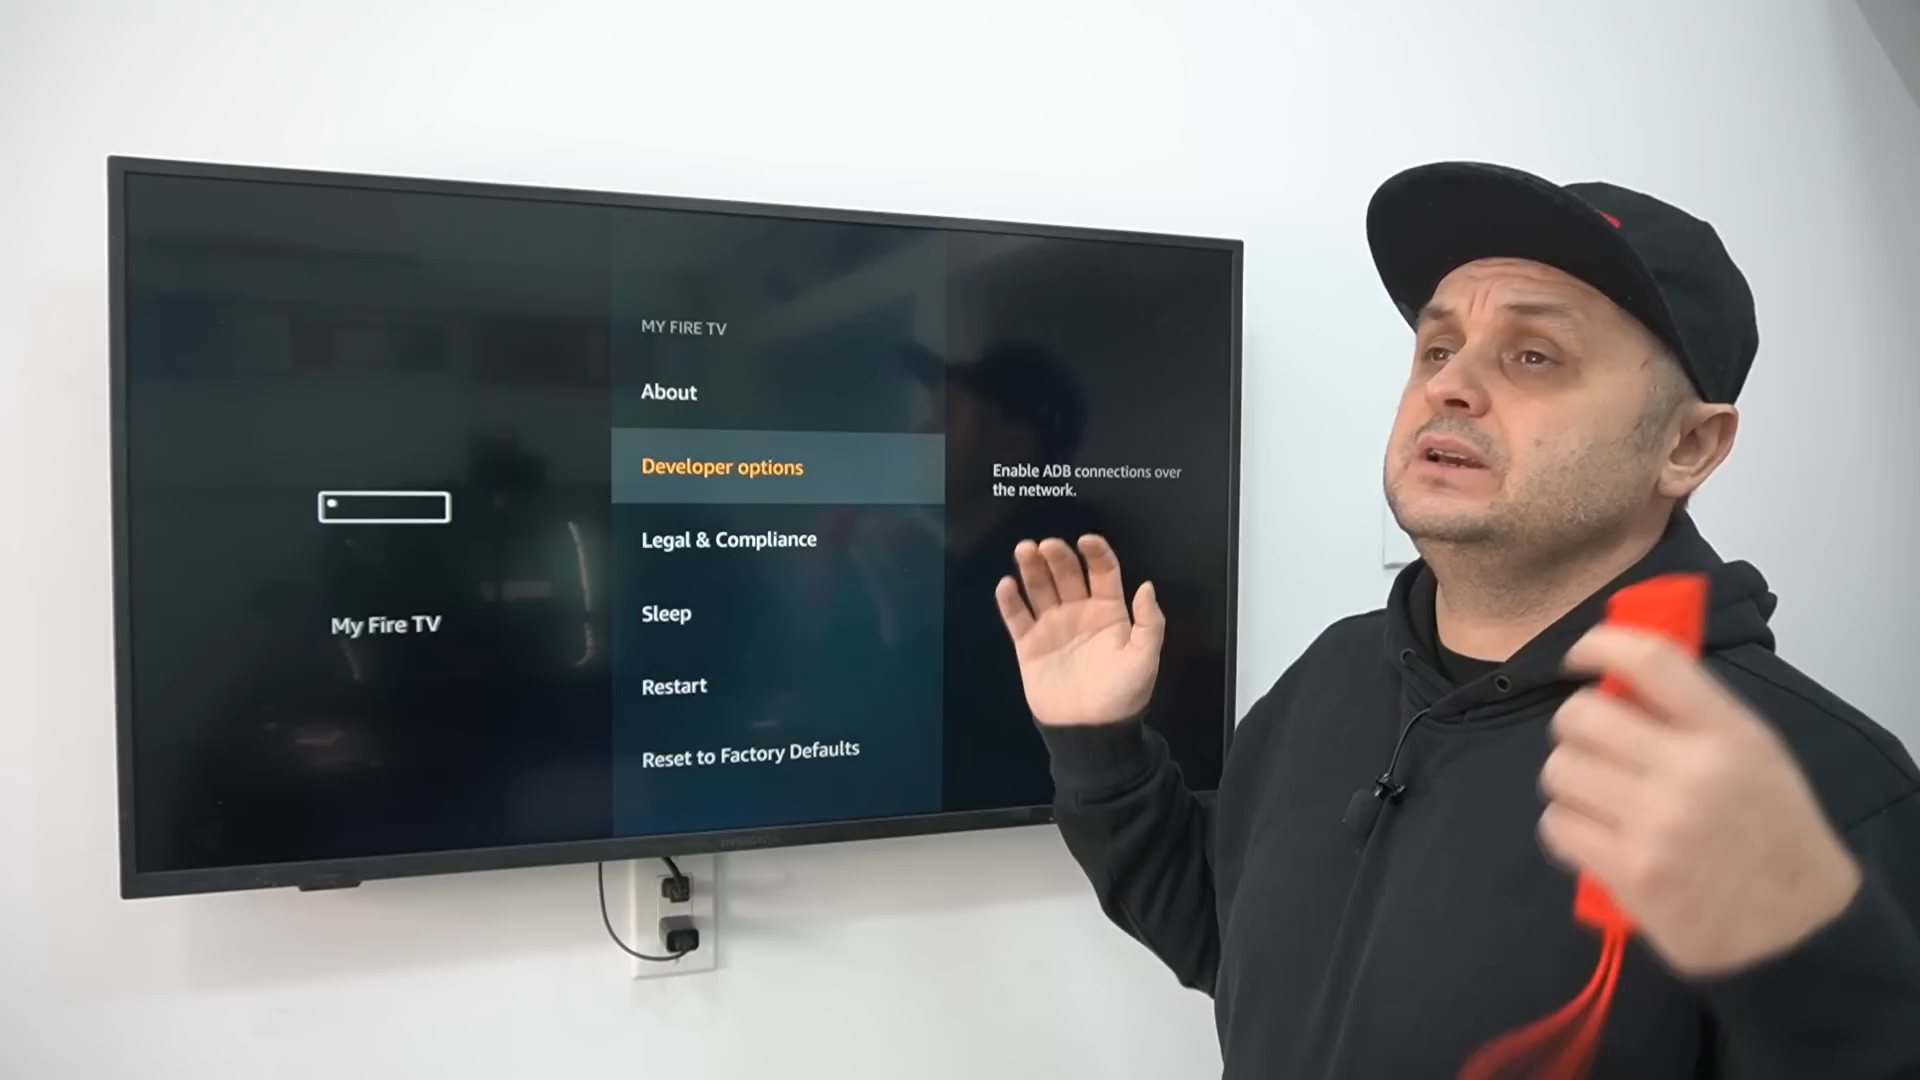 MY FIRE TV
About
Developer options
Legal & Compliance
Sleep
Restart
Reset to Factory Defaults
My Fire TV
Enable ADB connections over
the network.